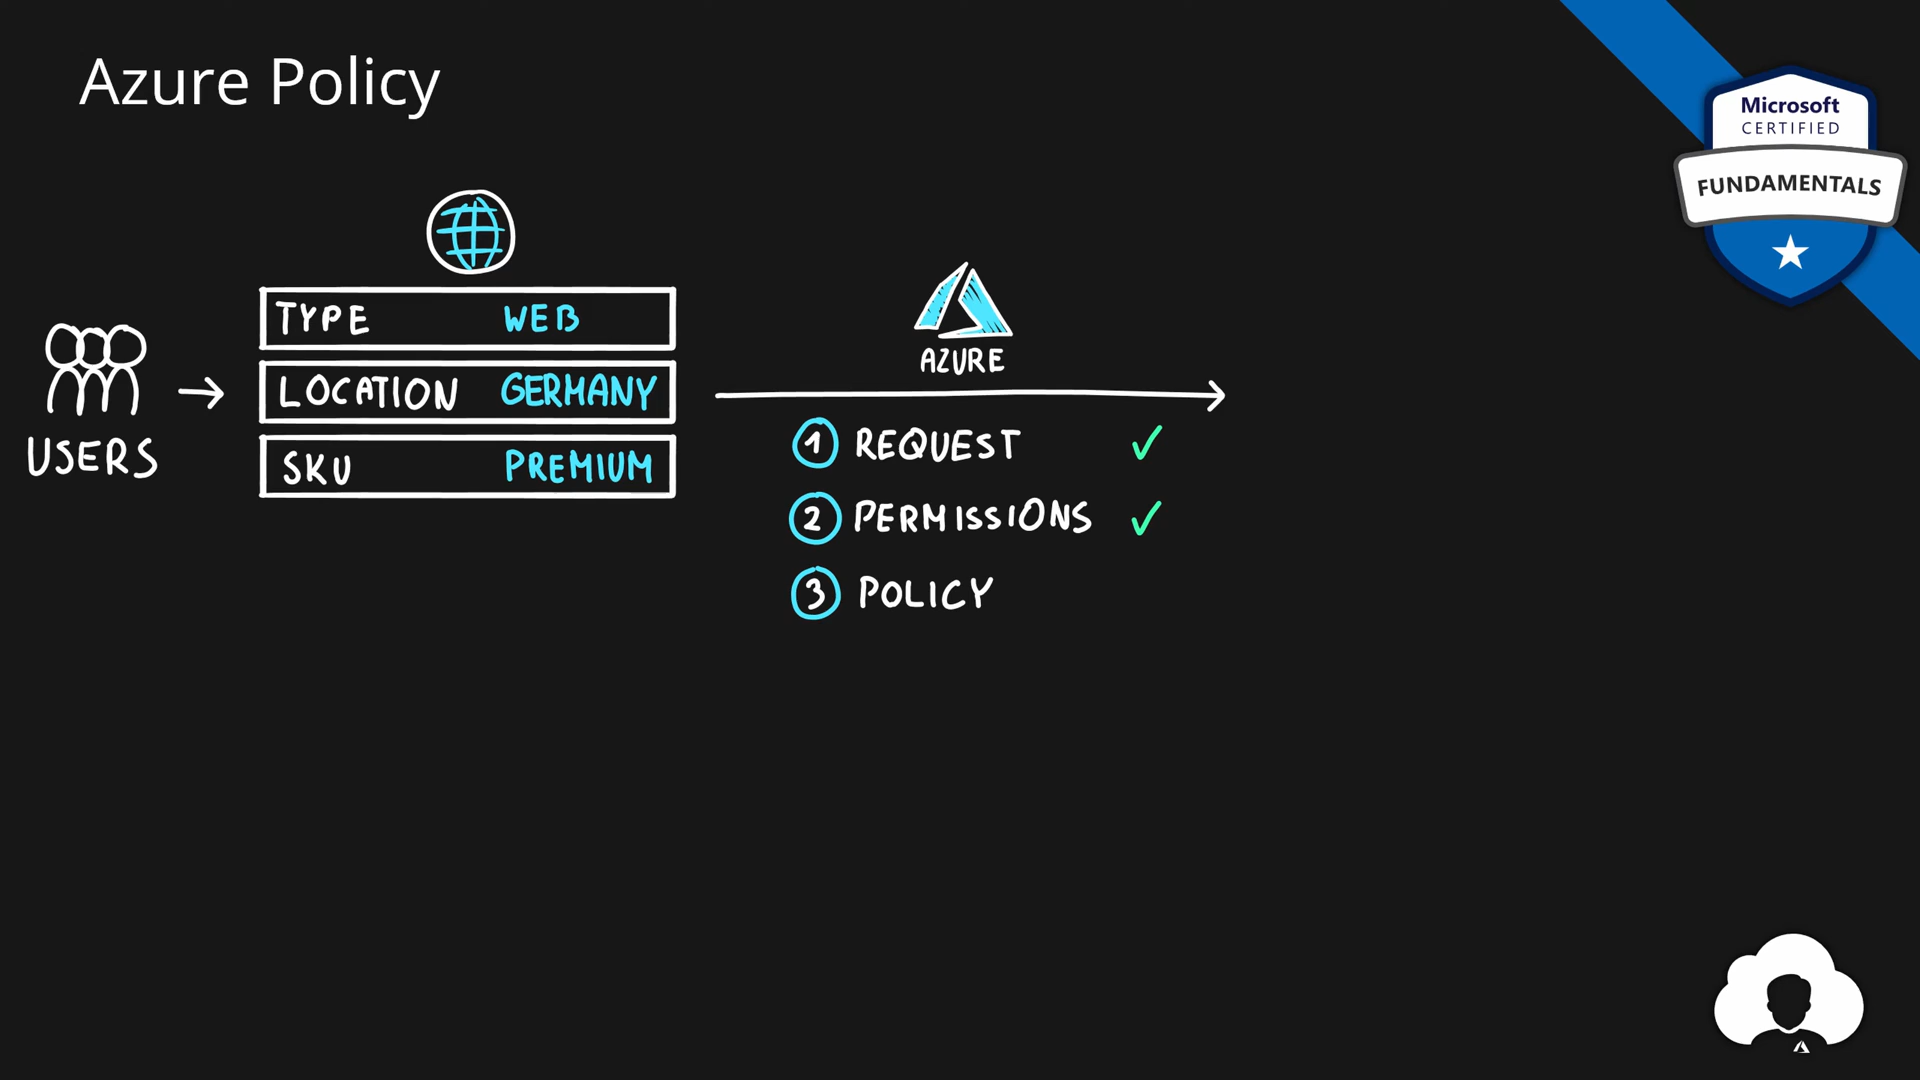 Azure Policy
Microsoft
CERTIFIED
FUNDAMENTALS
USERS
TYPE WEB
LOCATION GERMANY
SKU PREMIUM
AZURE
1 REQUEST ✓
2 PERMISSIONS ✓
3 POLICY